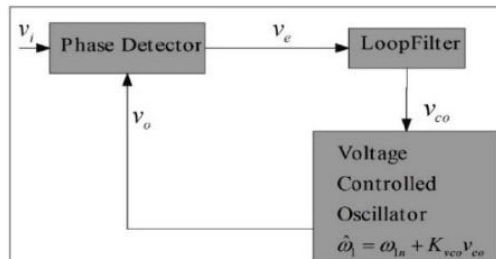 v_i
Phase Detector
v_e
LoopFilter
v_o
v_co
Voltage
Controlled
Oscillator
ω̂_1 = ω_1n + K_vco v_co